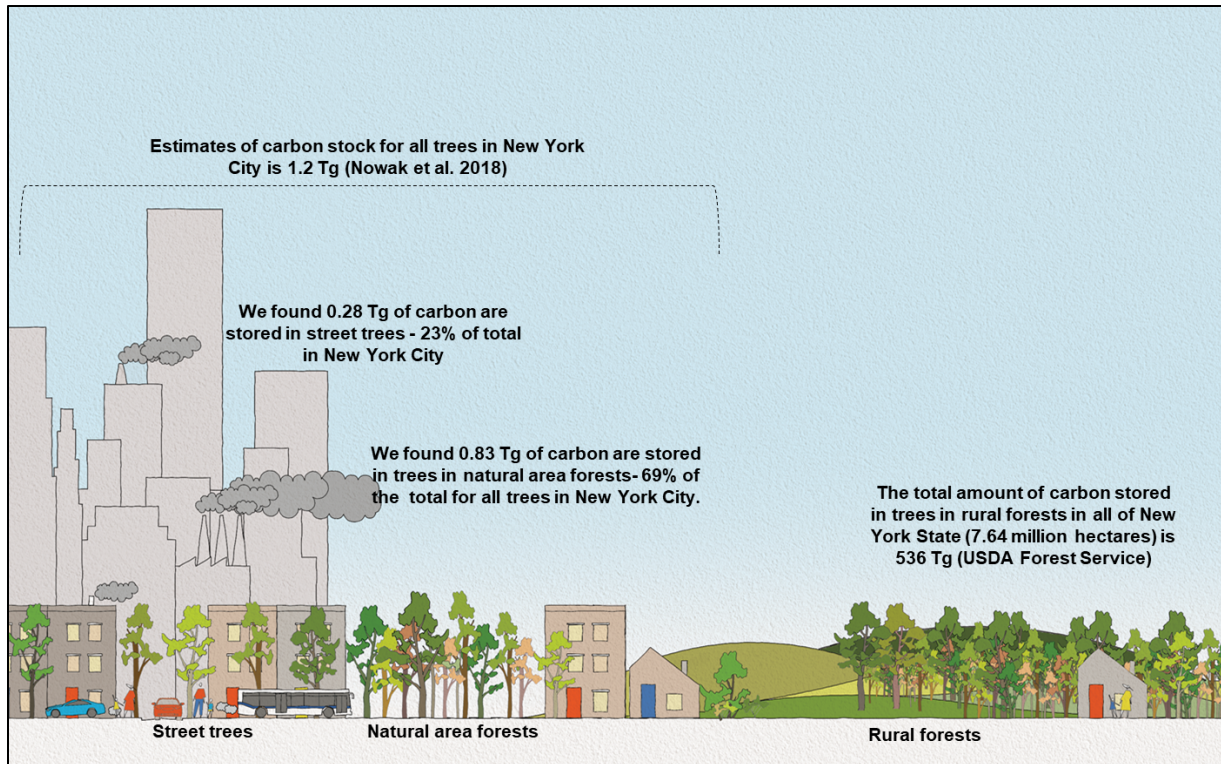 Estimates of carbon stock for all trees in New York
City is 1.2 Tg (Nowak et al. 2018)
We found 0.28 Tg of carbon are
stored in street trees - 23% of total
in New York City
We found 0.83 Tg of carbon are stored
in trees in natural area forests- 69% of
the total for all trees in New York City.
The total amount of carbon stored
in trees in rural forests in all of New
York State (7.64 million hectares) is
536 Tg (USDA Forest Service)
Street trees
Natural area forests
Rural forests